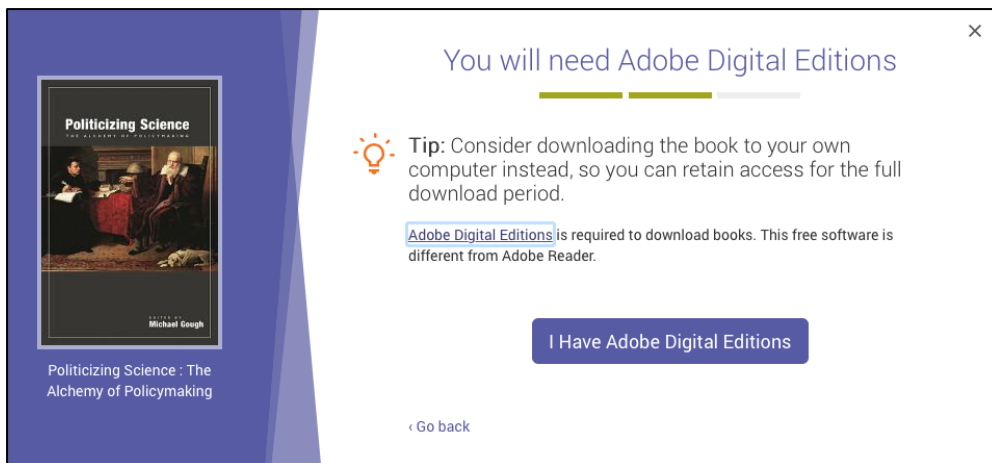 You will need Adobe Digital Editions
Politicizing Science
THE ALCHEMY OF POLICYMAKING
EDITED BY
Michael Gough
Politicizing Science : The
Alchemy of Policymaking
Tip: Consider downloading the book to your own
computer instead, so you can retain access for the full
download period.
Adobe Digital Editions is required to download books. This free software is
different from Adobe Reader.
I Have Adobe Digital Editions
‹ Go back